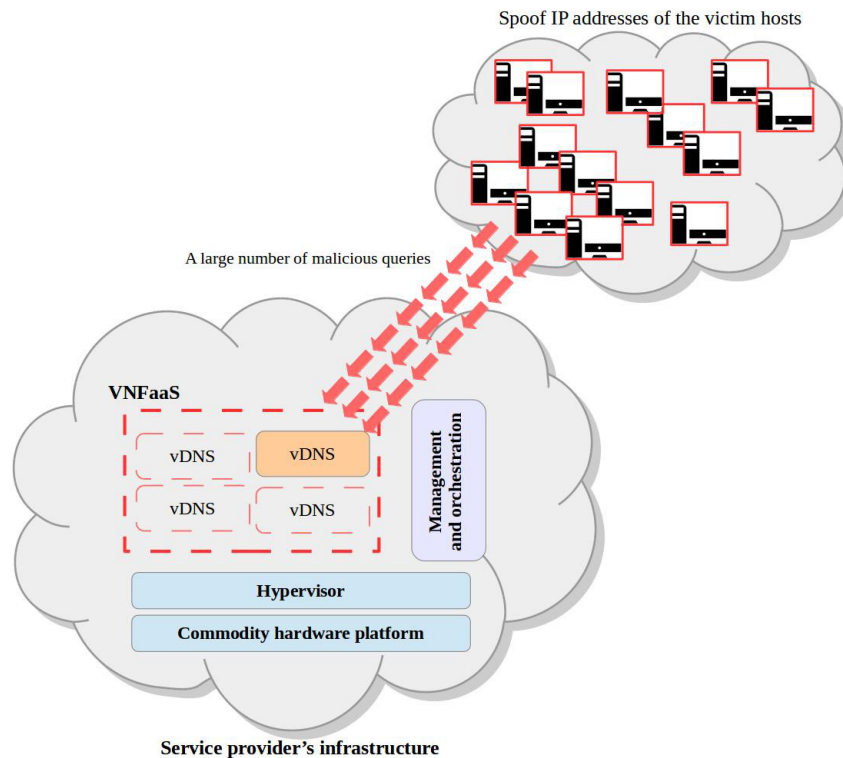 Spoof IP addresses of the victim hosts
A large number of malicious queries
VNFaaS
vDNS
vDNS
vDNS
vDNS
Management
and orchestration
Hypervisor
Commodity hardware platform
Service provider's infrastructure